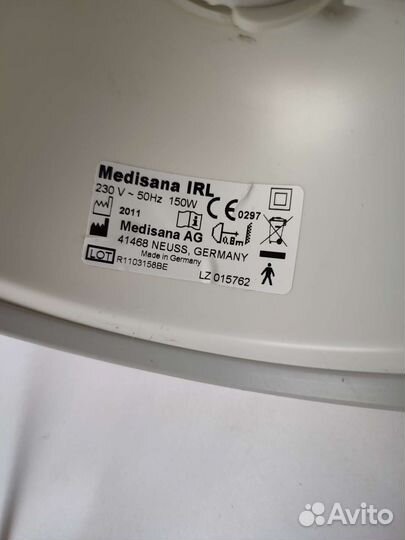 Medisana IRL
230 V ~ 50Hz 150W
2011
CE 0297
0.8m
Medisana AG
41468 NEUSS, GERMANY
Made in Germany
LOT R1103158BE
LZ 015762
Avito